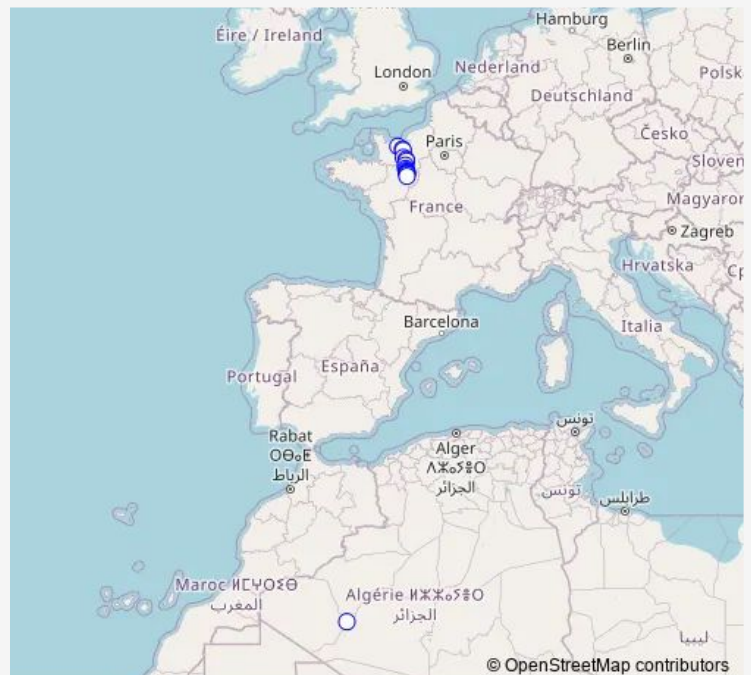 Hamburg
Éire / Ireland
Berlin
London
Nederland
Polsk
Deutschland
Česko
Paris
Sloven
Magyaror
France
Zagreb
Hrvatska
Italia
Barcelona
España
Portugal
تونس
Rabat
ⵔⴱⴰⵟ
الرباط
Alger
ⴷⵣⴰⵢⴻⵔ
الجزائر
تونس
طرابلس
Maroc ⵍⵎⵖⵔⵉⴱ
المغرب
Algérie
الجزائر
ليبيا
© OpenStreetMap contributors